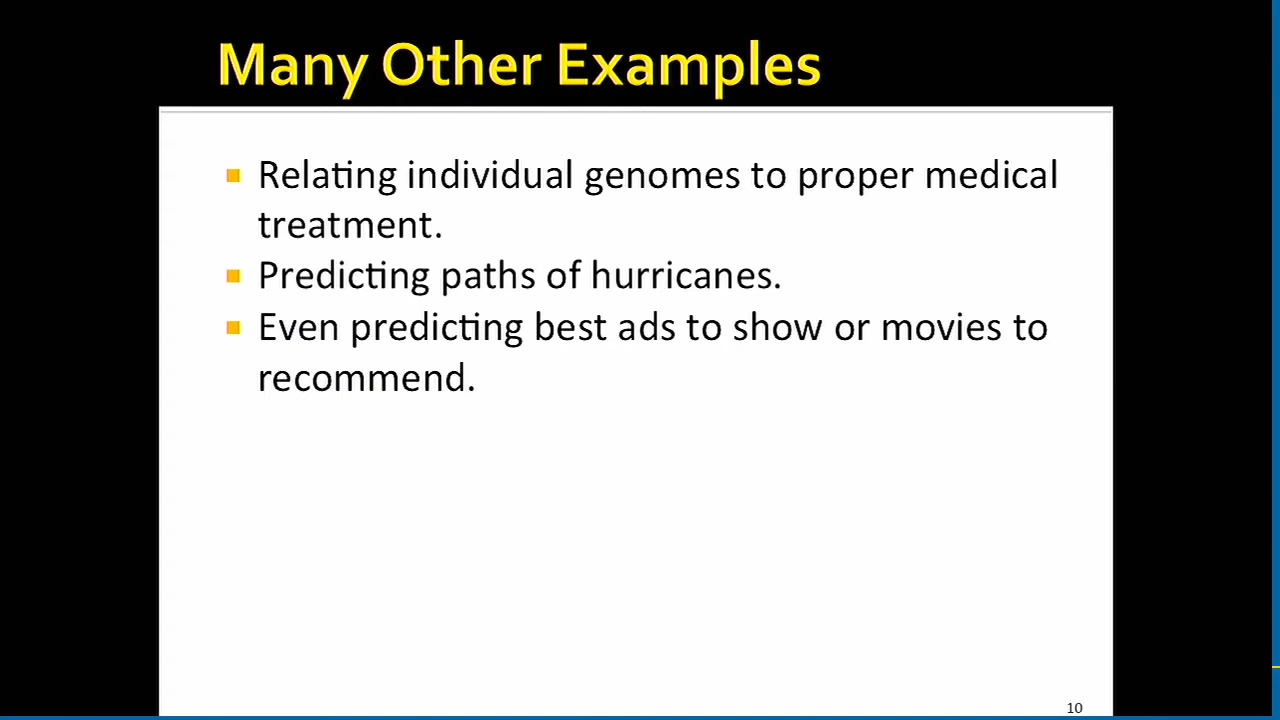 Many Other Examples
Relating individual genomes to proper medical
treatment.
Predicting paths of hurricanes.
Even predicting best ads to show or movies to
recommend.
10